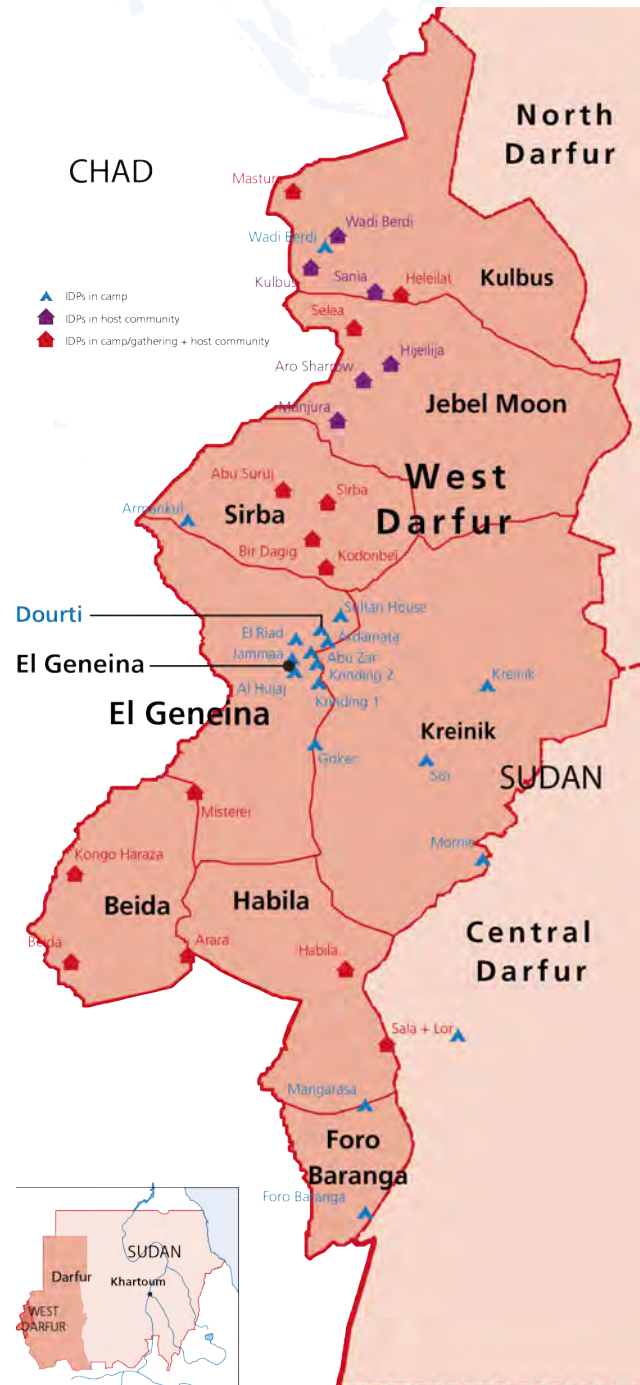 North
Darfur
CHAD
Masturi
Wadi Berdi
Wadi Berdi
Kulbus
Sania
Heleilat
Kulbus
IDPs in camp
IDPs in host community
IDPs in camp/gathering + host community
Selea
Hijeilija
Aro Sharrow
Manjura
Jebel Moon
West
Darfur
Abu Suruj
Sirba
Sirba
Armankul
Bir Dagig
Kodonbei
Dourti
Sultan House
El Riad
Ardamata
Jammaa
Abu Zar
El Geneina
Krinding 2
Al Hujaj
Krinding 1
El Geneina
Kreinik
Kreinik
Goker
Sisi
SUDAN
Misterei
Mornie
Kongo Haraza
Beida
Habila
Central
Darfur
Beida
Arara
Habila
Sala + Lor
Mangarasa
Foro
Baranga
Foro Baranga
SUDAN
Darfur
Khartoum
WEST
DARFUR